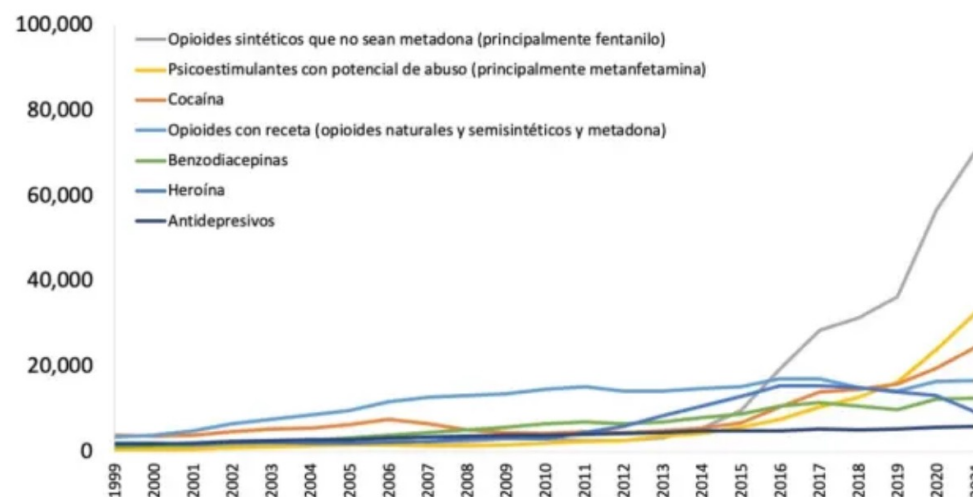 100,000
Opioides sintéticos que no sean metadona (principalmente fentanilo)
Psicoestimulantes con potencial de abuso (principalmente metanfetamina)
80,000
Cocaína
Opioides con receta (opioides naturales y semisintéticos y metadona)
Benzodiacepinas
60,000
Heroína
Antidepresivos
40,000
20,000
0
1999 2000 2001 2002 2003 2004 2005 2006 2007 2008 2009 2010 2011 2012 2013 2014 2015 2016 2017 2018 2019 2020